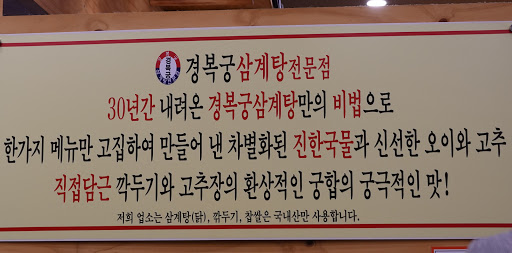 경복궁삼계탕전문점
30년간 내려온 경복궁삼계탕만의 비법으로
한가지 메뉴만 고집하여 만들어 낸 차별화된 진한국물과 신선한 오이와 고추
직접담근 깍두기와 고추장의 환상적인 궁합의 궁극적인 맛!
저희 업소는 삼계탕(닭), 깎두기, 찹쌀은 국내산만 사용합니다.